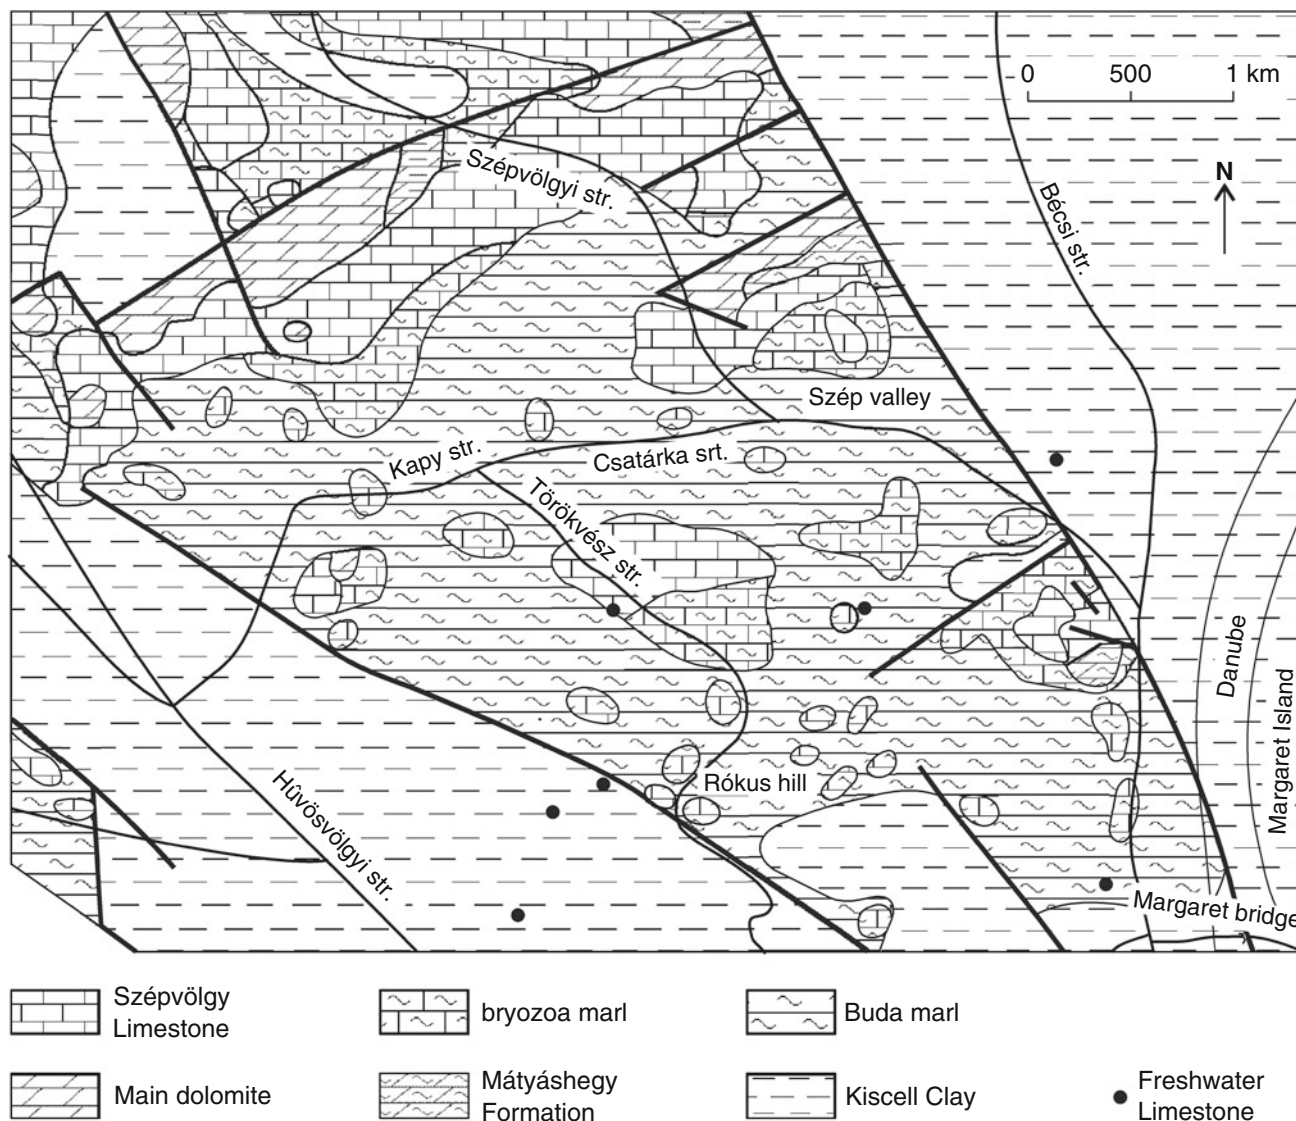 0 500 1 km
N
Szépvölgyi str.
Bécsi str.
Szép valley
Kapy str.
Csatárka srt.
Törökvész str.
Danube
Margaret Island
Rókus hill
Hûvösvölgyi str.
Margaret bridge
Szépvölgy
Limestone
bryozoa marl
Buda marl
Main dolomite
Mátyáshegy
Formation
Kiscell Clay
Freshwater
Limestone